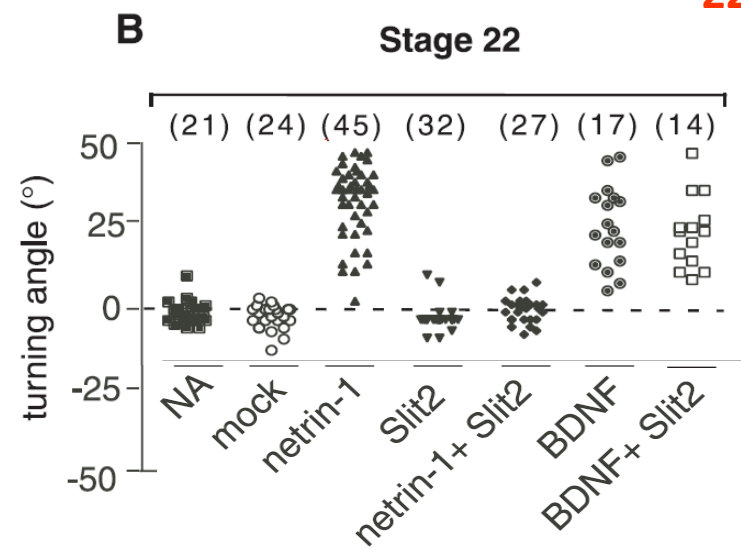 22
B
Stage 22
(21) (24) (45) (32) (27) (17) (14)
turning angle (°)
50
25
0
-25
-50
NA
mock
netrin-1
Slit2
netrin-1+ Slit2
BDNF
BDNF+ Slit2